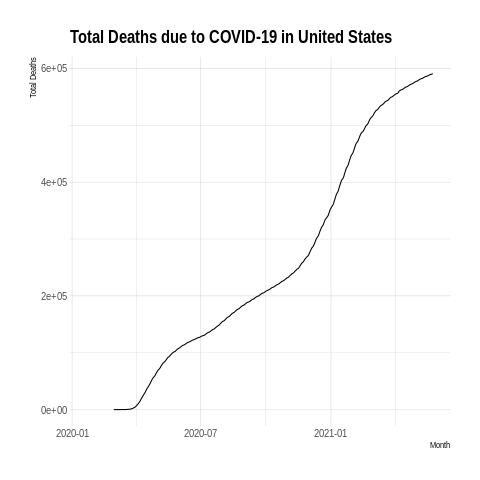 Total Deaths due to COVID-19 in United States
Total Deaths
6e+05
4e+05
2e+05
0e+00
2020-01
2020-07
2021-01
Month